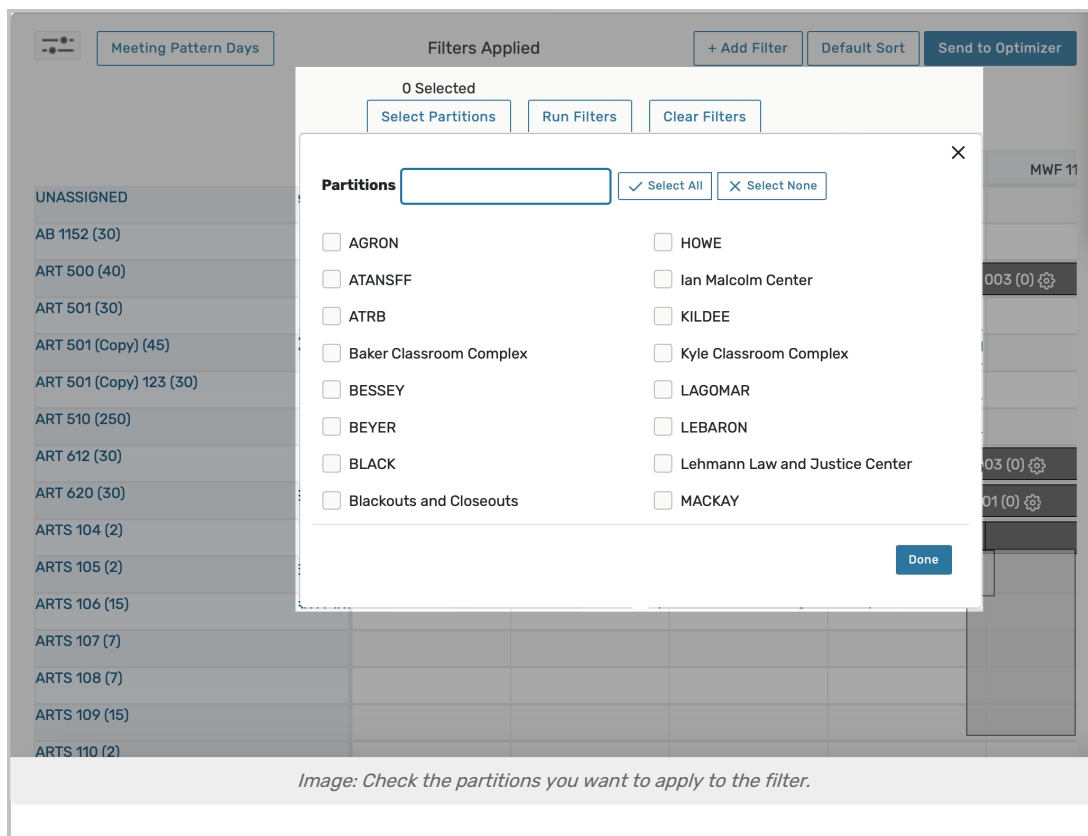 Meeting Pattern Days
Filters Applied
+ Add Filter
Default Sort
Send to Optimizer
0 Selected
Select Partitions
Run Filters
Clear Filters
MWF 11
Partitions
Select All
Select None
AGRON
HOWE
ATANSFF
Ian Malcolm Center
ATRB
KILDEE
Baker Classroom Complex
Kyle Classroom Complex
BESSEY
LAGOMAR
BEYER
LEBARON
BLACK
Lehmann Law and Justice Center
Blackouts and Closeouts
MACKAY
Done
UNASSIGNED
AB 1152 (30)
ART 500 (40)
003 (0)
ART 501 (30)
ART 501 (Copy) (45)
ART 501 (Copy) 123 (30)
ART 510 (250)
ART 612 (30)
03 (0)
ART 620 (30)
01 (0)
ARTS 104 (2)
ARTS 105 (2)
ARTS 106 (15)
ARTS 107 (7)
ARTS 108 (7)
ARTS 109 (15)
ARTS 110 (2)
Image: Check the partitions you want to apply to the filter.